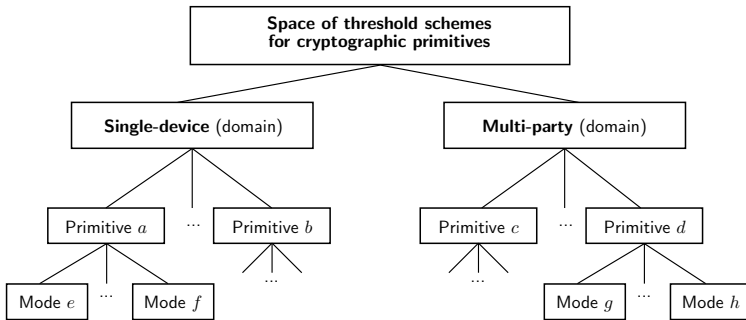 Space of threshold schemes
for cryptographic primitives
Single-device (domain)
Multi-party (domain)
Primitive a
...
Primitive b
Primitive c
...
Primitive d
...
...
Mode e
...
Mode f
Mode g
...
Mode h